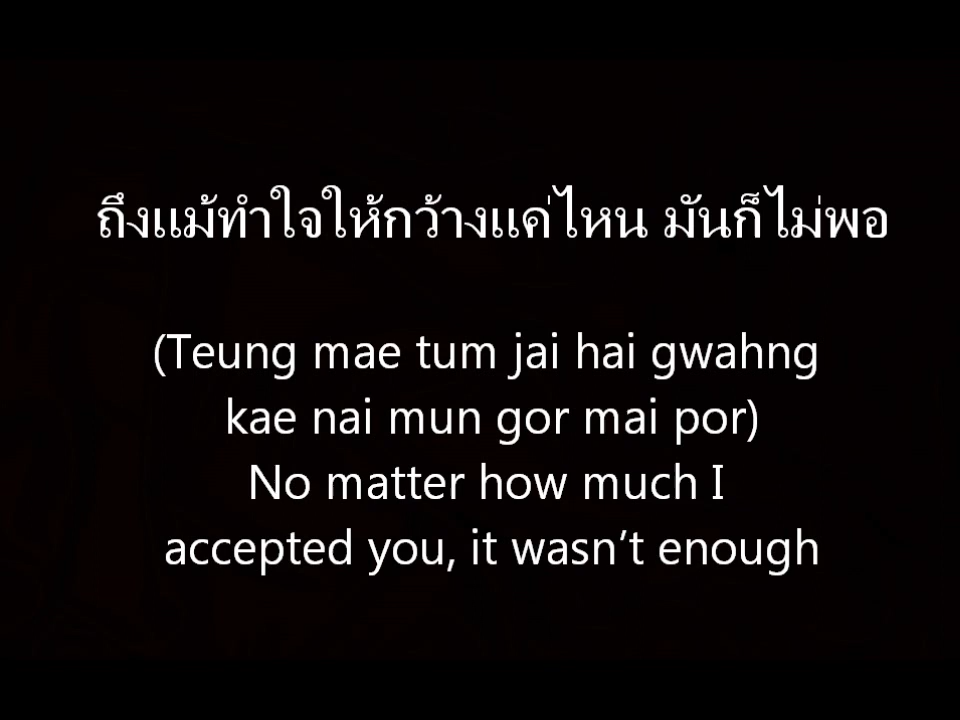 ถึงแม้ทำใจให้กว้างแค่ไหน มันก็ไม่พอ
(Teung mae tum jai hai gwahng
kae nai mun gor mai por)
No matter how much I
accepted you, it wasn't enough